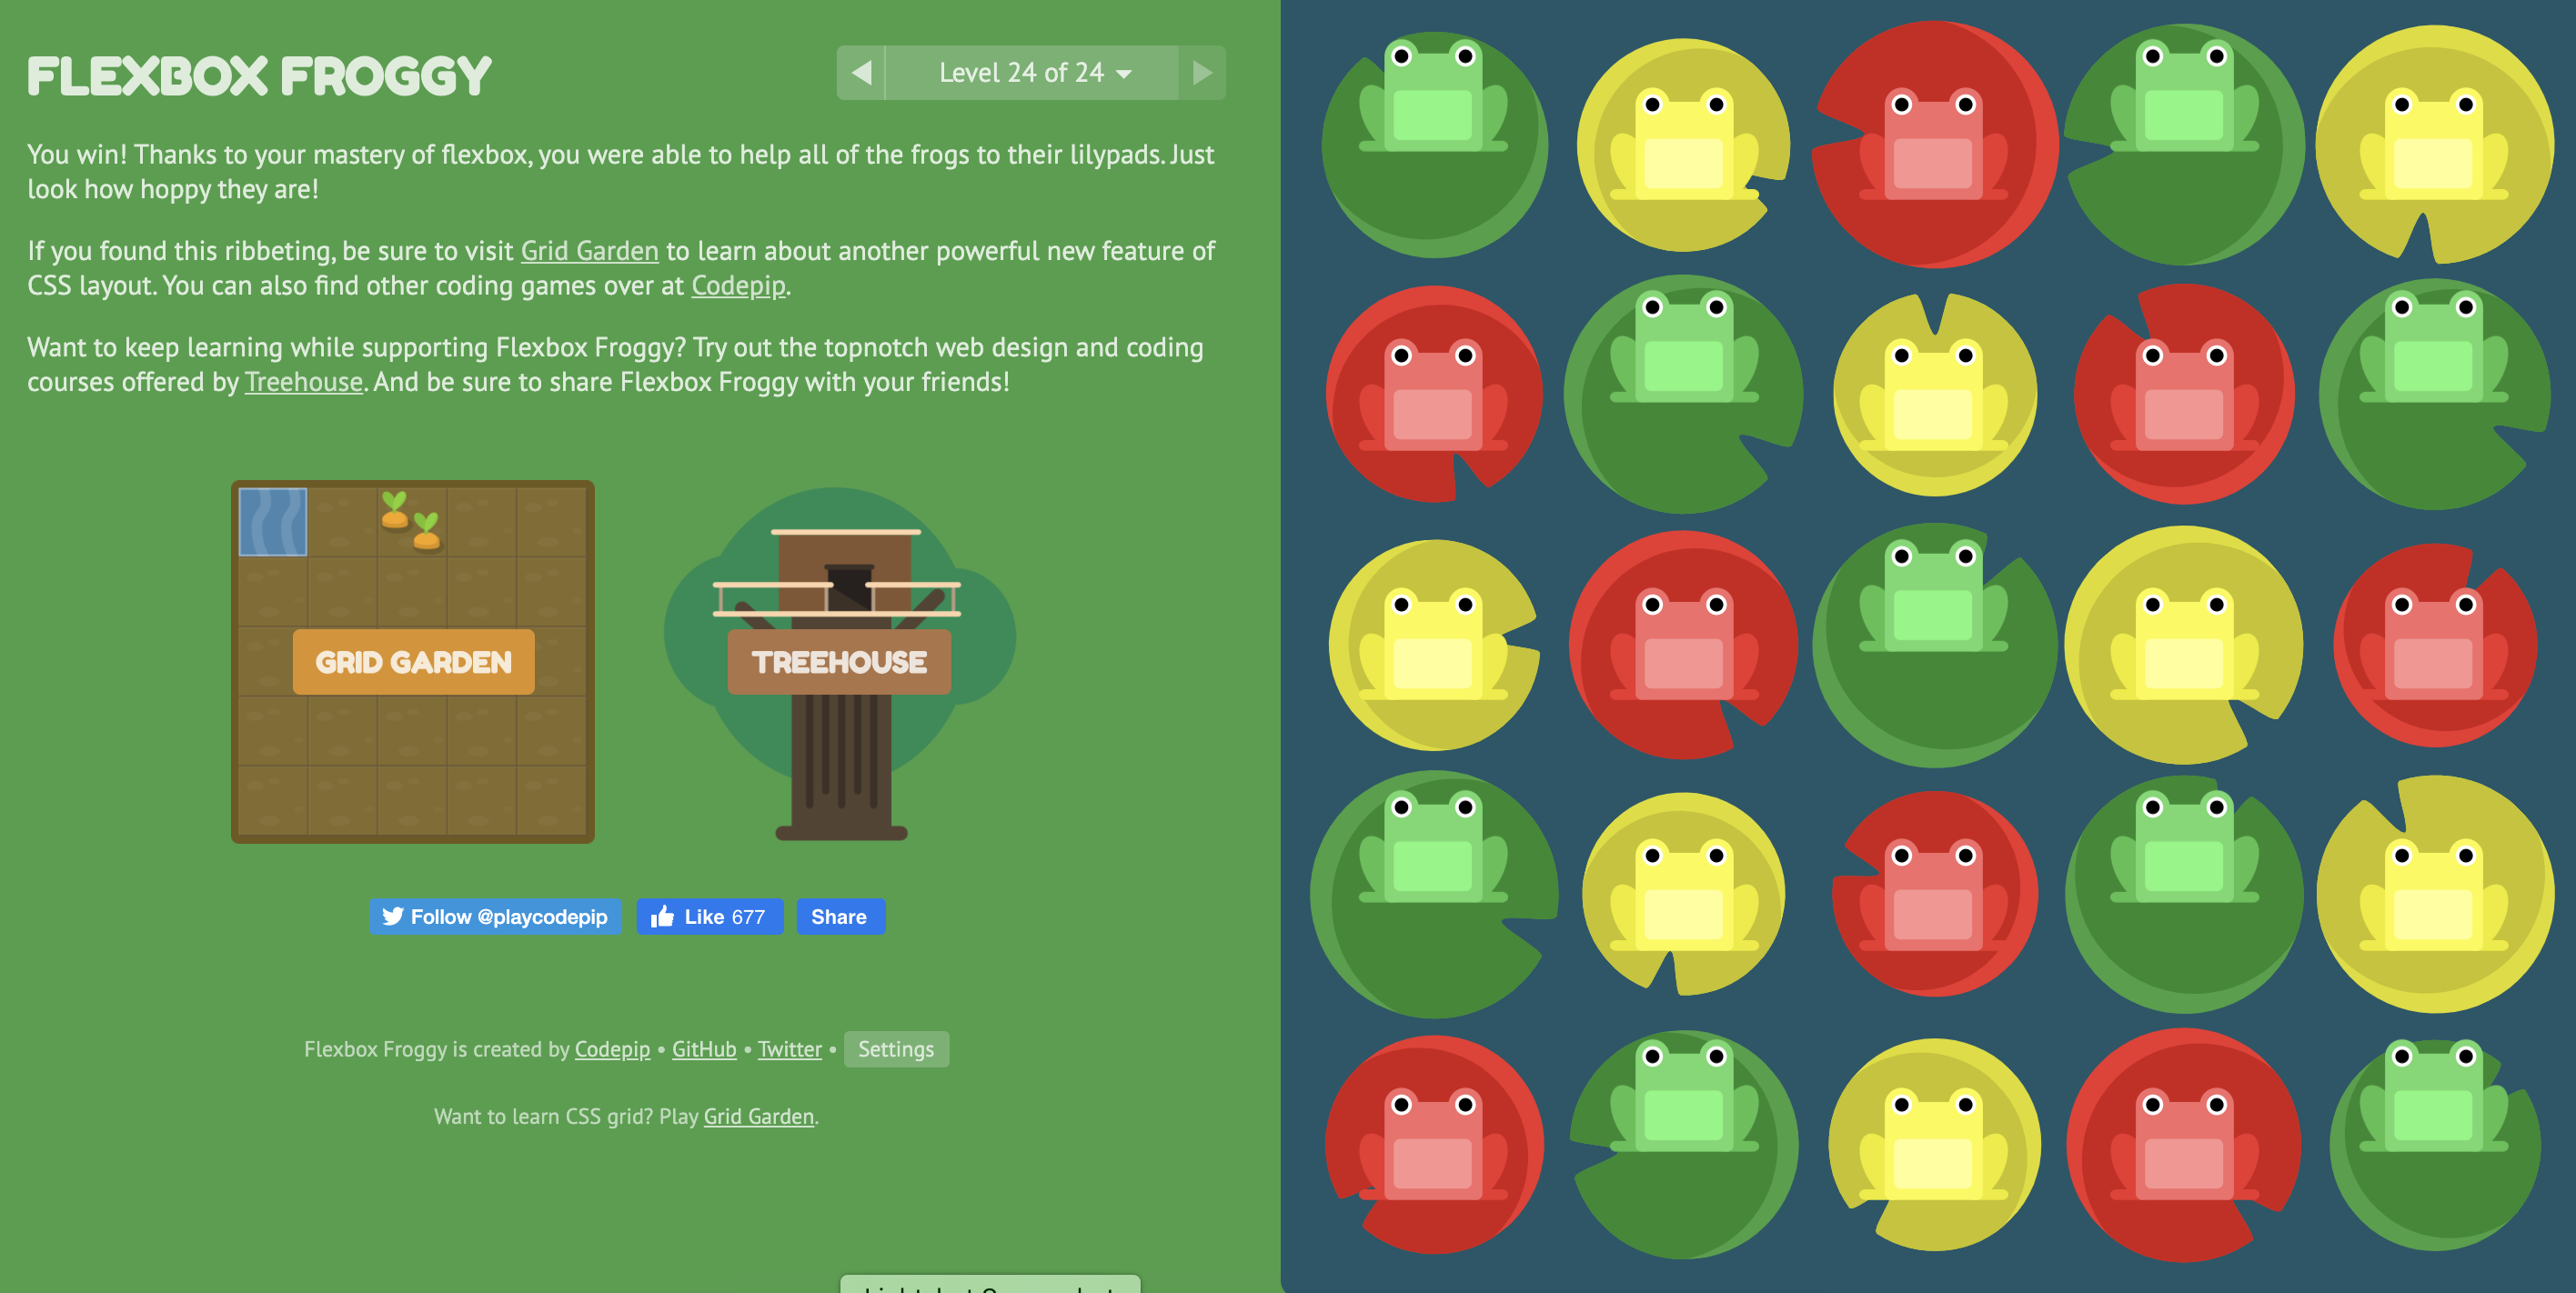 FLEXBOX FROGGY
Level 24 of 24
You win! Thanks to your mastery of flexbox, you were able to help all of the frogs to their lilypads. Just
look how hoppy they are!
If you found this ribbeting, be sure to visit Grid Garden to learn about another powerful new feature of
CSS layout. You can also find other coding games over at Codepip.
Want to keep learning while supporting Flexbox Froggy? Try out the topnotch web design and coding
courses offered by Treehouse. And be sure to share Flexbox Froggy with your friends!
GRID GARDEN
TREEHOUSE
Follow @playcodepip
Like 677
Share
Flexbox Froggy is created by Codepip • GitHub • Twitter • Settings
Want to learn CSS grid? Play Grid Garden.